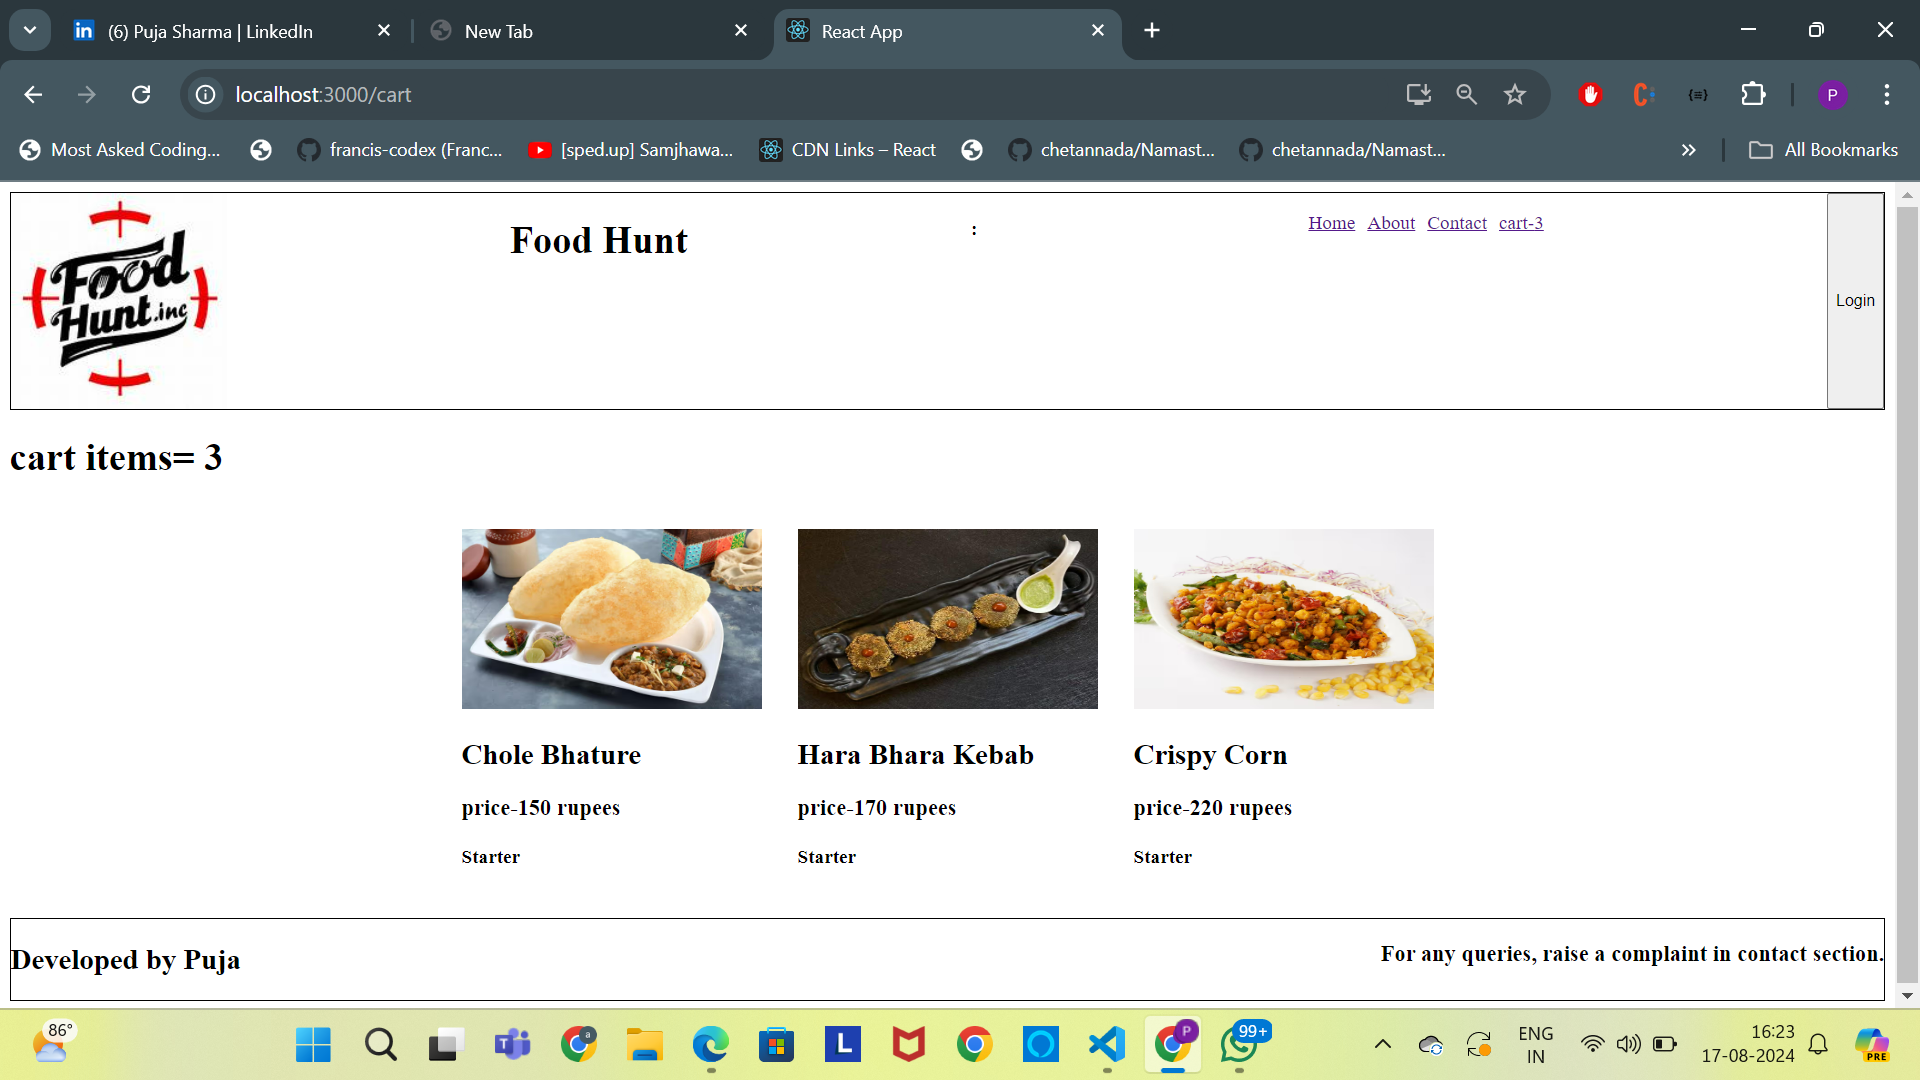 (6) Puja Sharma | LinkedIn
New Tab
React App
localhost:3000/cart
P
Most Asked Coding...
francis-codex (Franc...
[sped.up] Samjhawa...
CDN Links – React
chetannada/Namast...
chetannada/Namast...
All Bookmarks
Food
Hunt.inc
Food Hunt
:
Home About Contact cart-3
Login
cart items= 3
Chole Bhature
price-150 rupees
Starter
Hara Bhara Kebab
price-170 rupees
Starter
Crispy Corn
price-220 rupees
Starter
Developed by Puja
For any queries, raise a complaint in contact section.
86°
T
a
L
P
99+
ENG
IN
16:23
17-08-2024
PRE